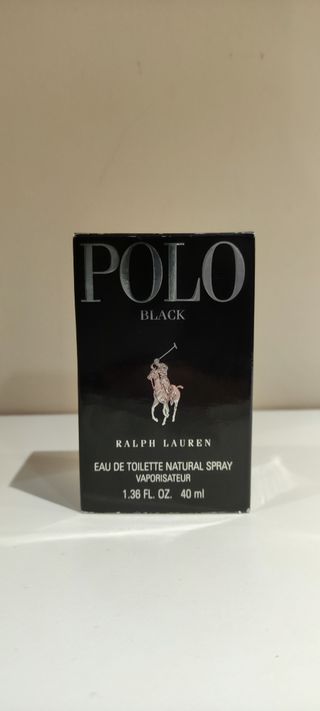 POLO
BLACK
RALPH LAUREN
EAU DE TOILETTE NATURAL SPRAY
VAPORISATEUR
1.36 FL. OZ. 40 ml